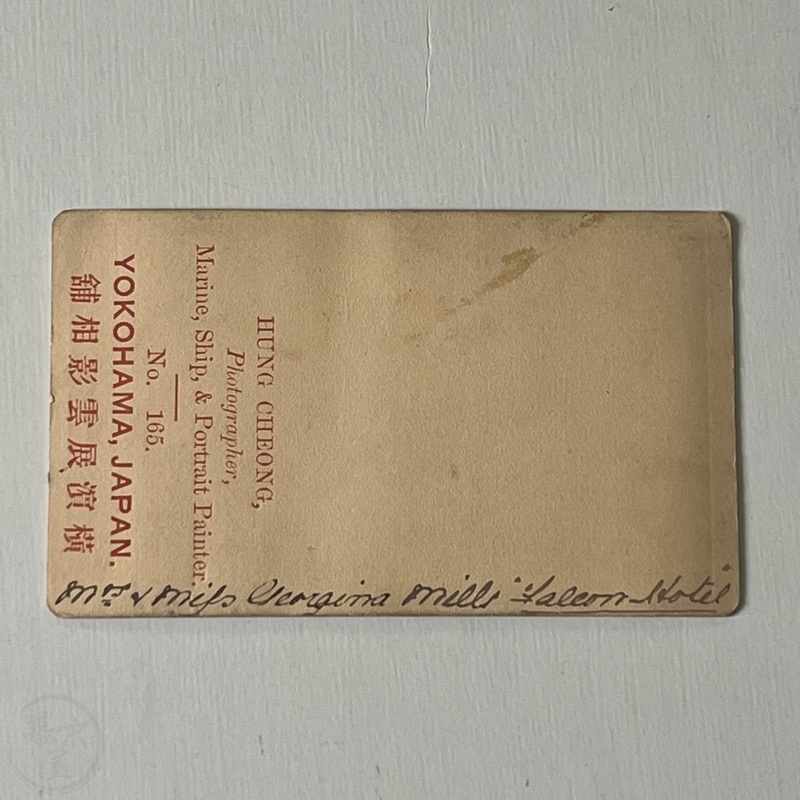 HUNG CHEONG,
Photographer,
Marine, Ship, & Portrait Painter.
No. 165.
YOKOHAMA, JAPAN.
橫濱展雲影相舖
Mrs & Miss Georgina Mills "Falcon Hotel"